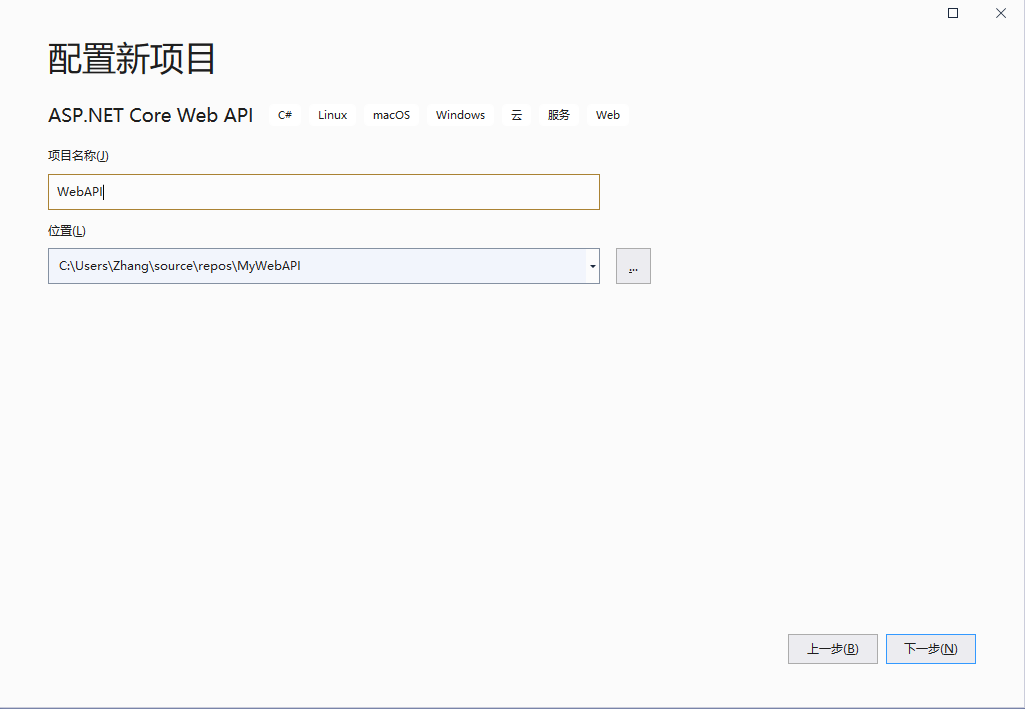 配置新项目
ASP.NET Core Web API C# Linux macOS Windows 云 服务 Web
项目名称(J)
WebAPI
位置(L)
C:\Users\Zhang\source\repos\MyWebAPI
...
上一步(B) 下一步(N)